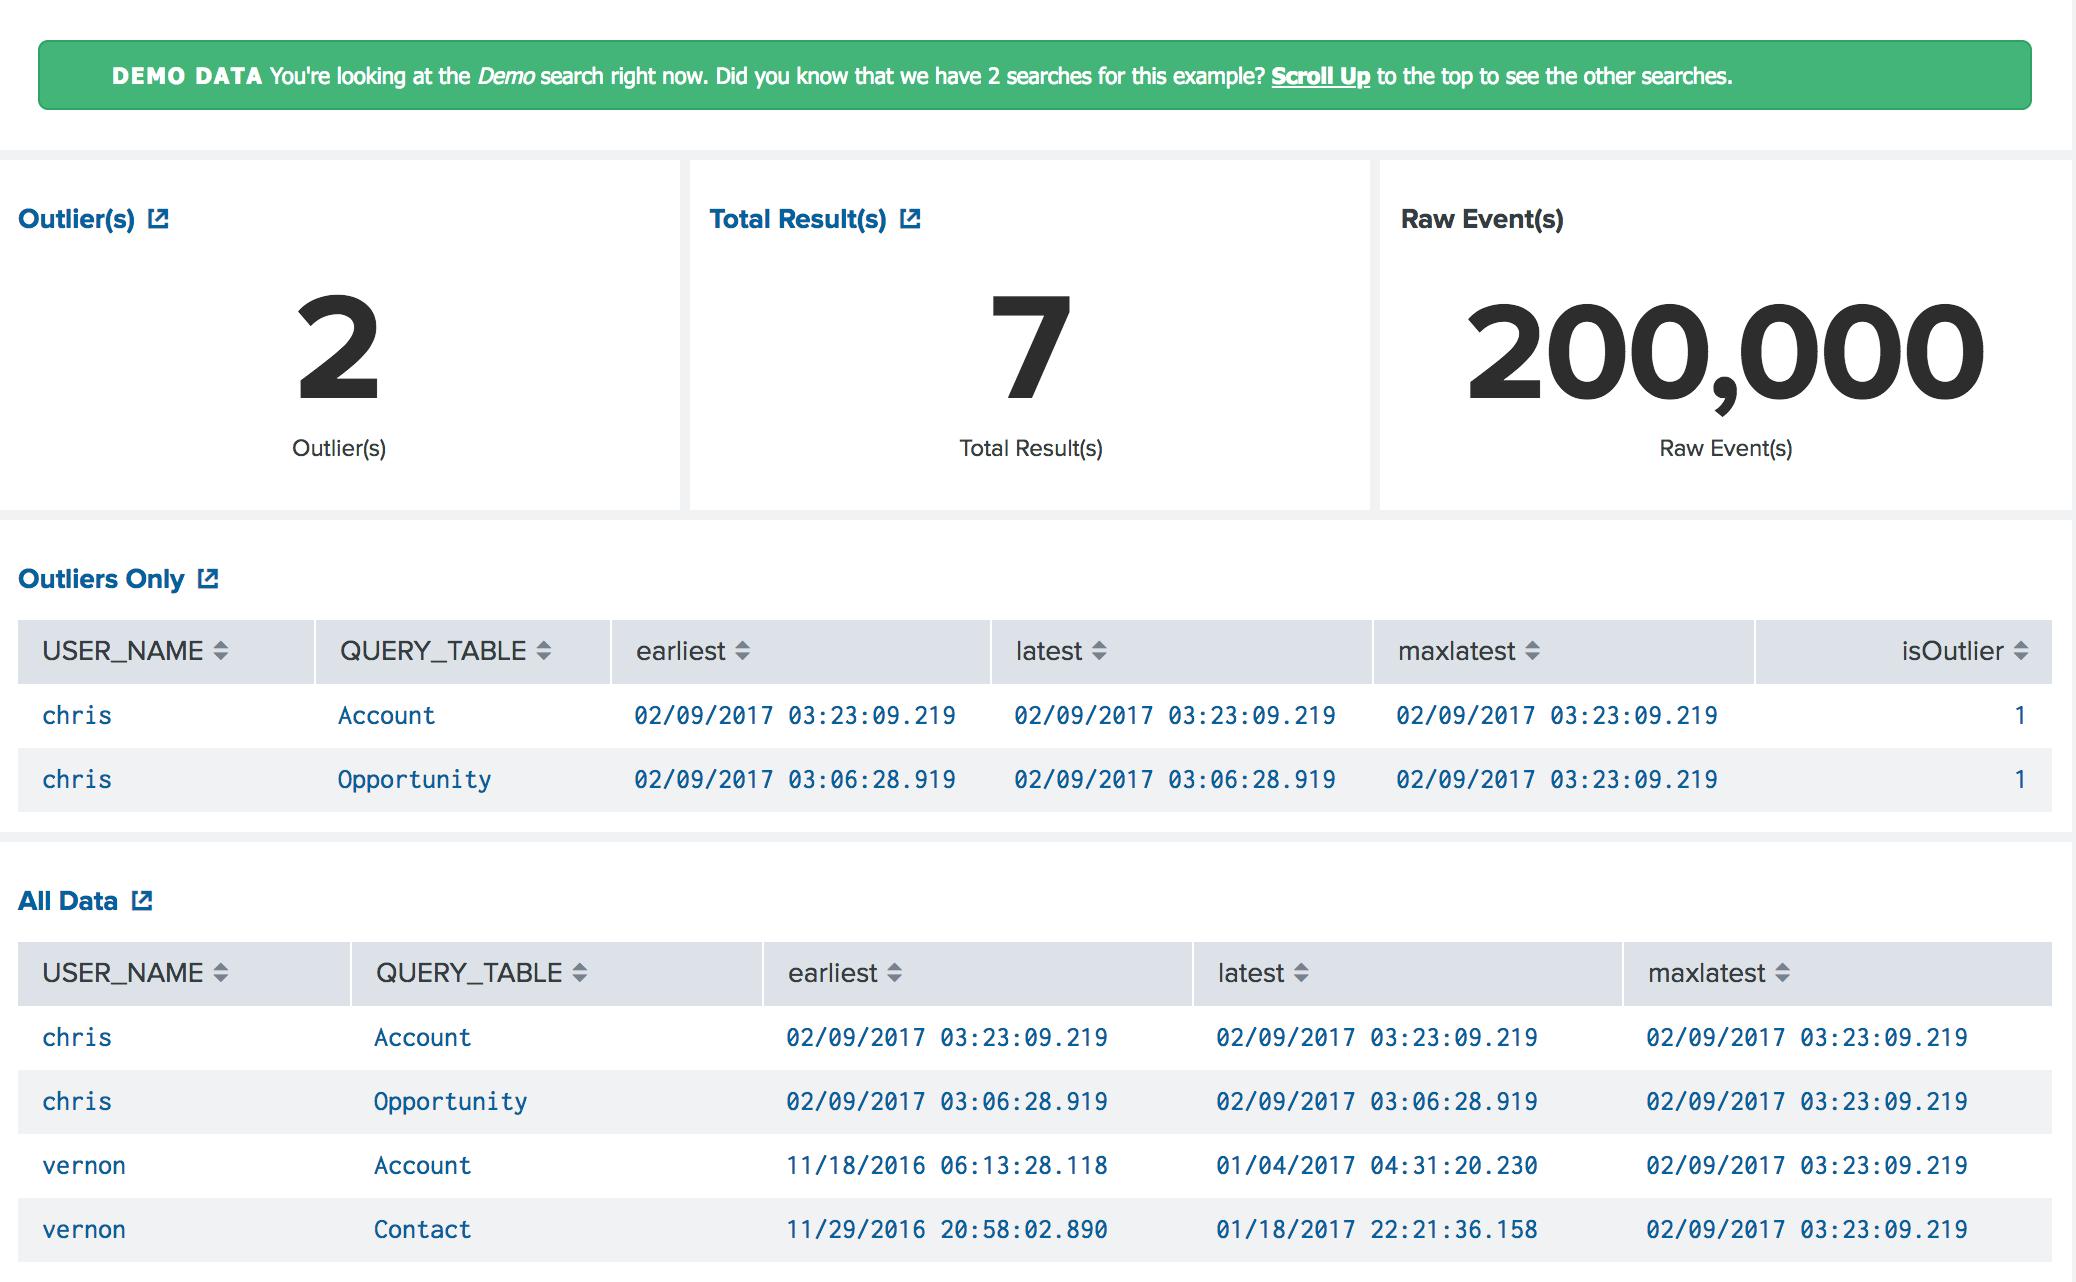 DEMO DATA You're looking at the Demo search right now. Did you know that we have 2 searches for this example? Scroll Up to the top to see the other searches.
Outlier(s) Total Result(s) Raw Event(s)
2 7 200,000
Outlier(s) Total Result(s) Raw Event(s)
Outliers Only
USER_NAME QUERY_TABLE earliest latest maxlatest isOutlier
chris Account 02/09/2017 03:23:09.219 02/09/2017 03:23:09.219 02/09/2017 03:23:09.219 1
chris Opportunity 02/09/2017 03:06:28.919 02/09/2017 03:06:28.919 02/09/2017 03:23:09.219 1
All Data
USER_NAME QUERY_TABLE earliest latest maxlatest
chris Account 02/09/2017 03:23:09.219 02/09/2017 03:23:09.219 02/09/2017 03:23:09.219
chris Opportunity 02/09/2017 03:06:28.919 02/09/2017 03:06:28.919 02/09/2017 03:23:09.219
vernon Account 11/18/2016 06:13:28.118 01/04/2017 04:31:20.230 02/09/2017 03:23:09.219
vernon Contact 11/29/2016 20:58:02.890 01/18/2017 22:21:36.158 02/09/2017 03:23:09.219